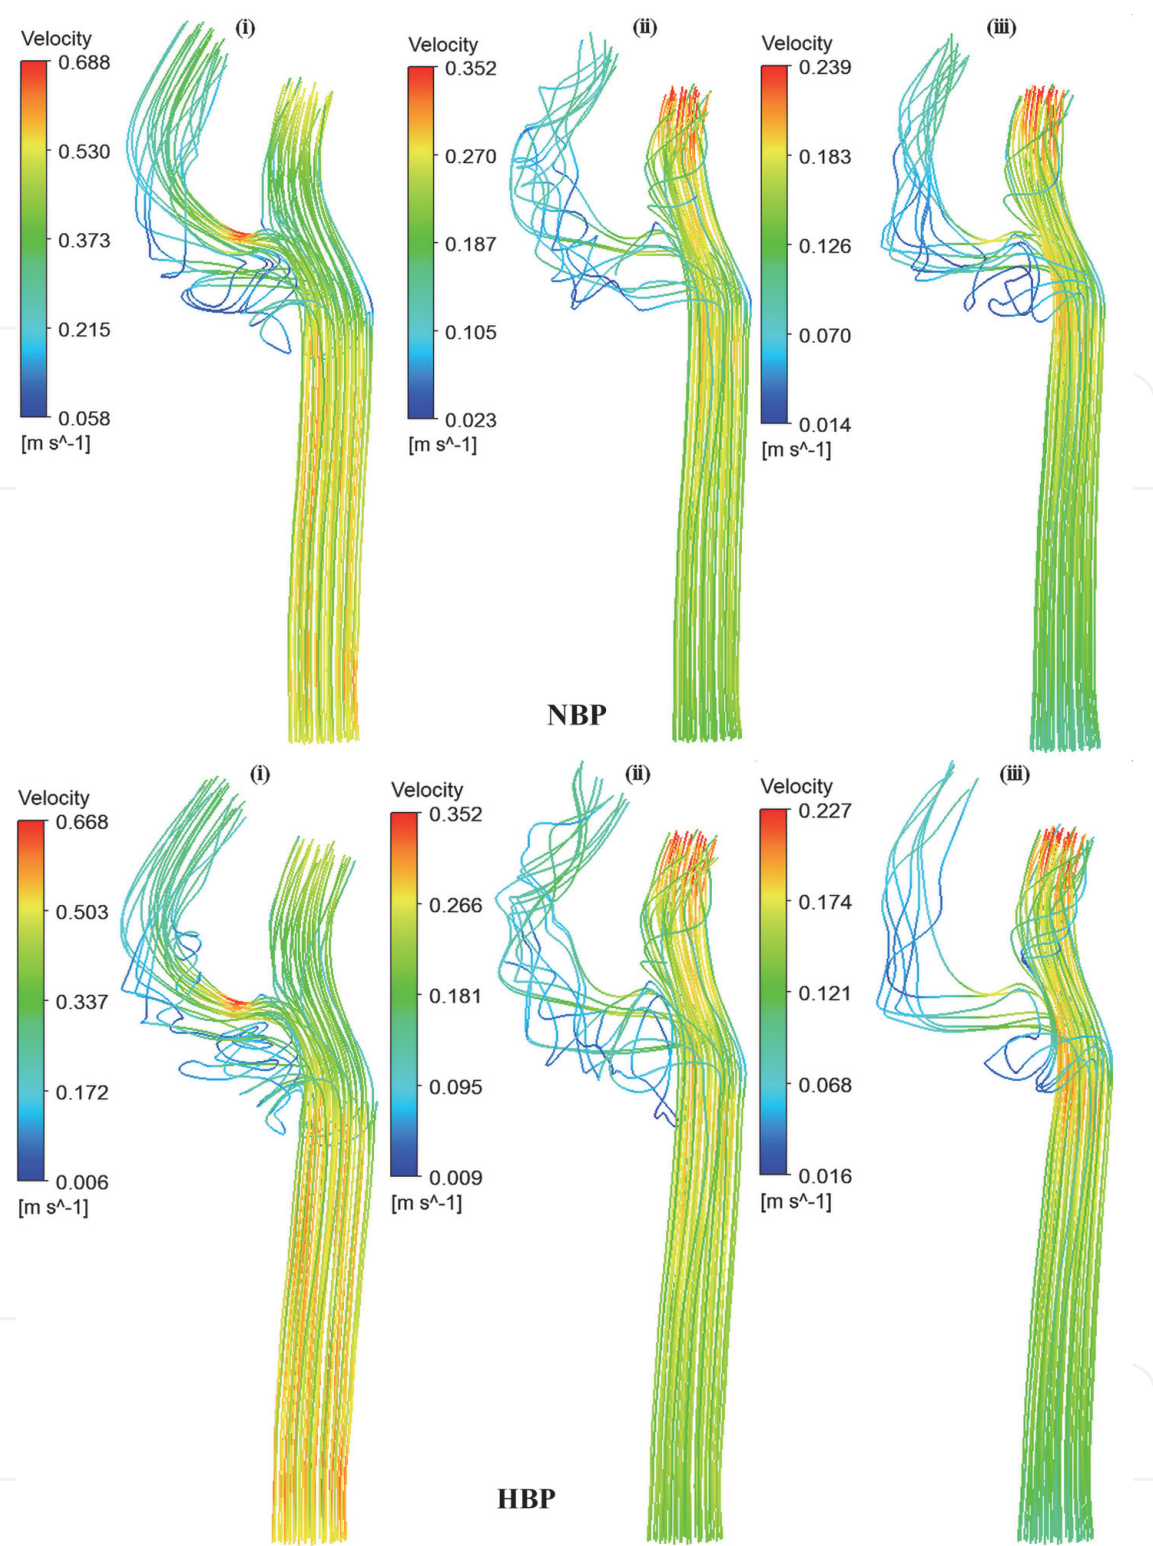 (i)
Velocity
0.688
0.530
0.373
0.215
0.058
[m s^-1]
(ii)
Velocity
0.352
0.270
0.187
0.105
0.023
[m s^-1]
(iii)
Velocity
0.239
0.183
0.126
0.070
0.014
[m s^-1]
NBP
(i)
Velocity
0.668
0.503
0.337
0.172
0.006
[m s^-1]
(ii)
Velocity
0.352
0.266
0.181
0.095
0.009
[m s^-1]
(iii)
Velocity
0.227
0.174
0.121
0.068
0.016
[m s^-1]
HBP